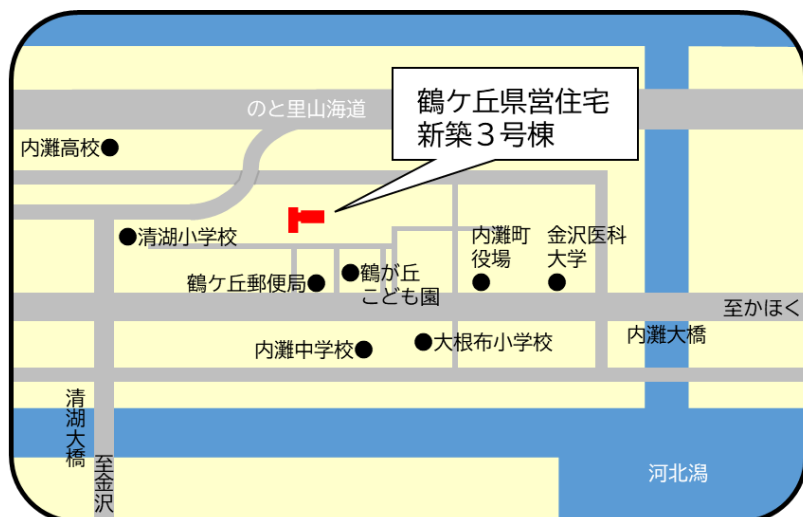 のと里山海道
鶴ケ丘県営住宅
新築３号棟
内灘高校
清湖小学校
内灘町
役場
金沢医科
大学
鶴ケ丘郵便局
鶴が丘
こども園
至かほく
内灘大橋
内灘中学校
大根布小学校
清湖大橋
至金沢
河北潟